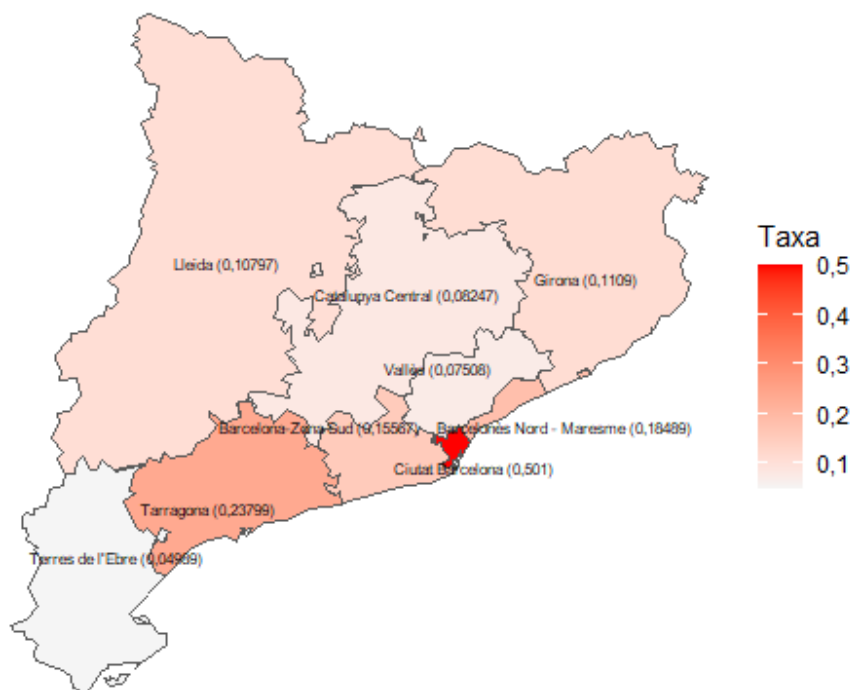 Taxa
0,5
0,4
0,3
0,2
0,1
Lleida (0,10797)
Girona (0,1109)
Catalupya Central (0,08247)
Vallès (0,07508)
Barcelona-Zona Sud (0,15567)
Barcelonès Nord - Maresme (0,18489)
Ciutat Barcelona (0,501)
Tarragona (0,23799)
Terres de l"Ebre (0,04989)